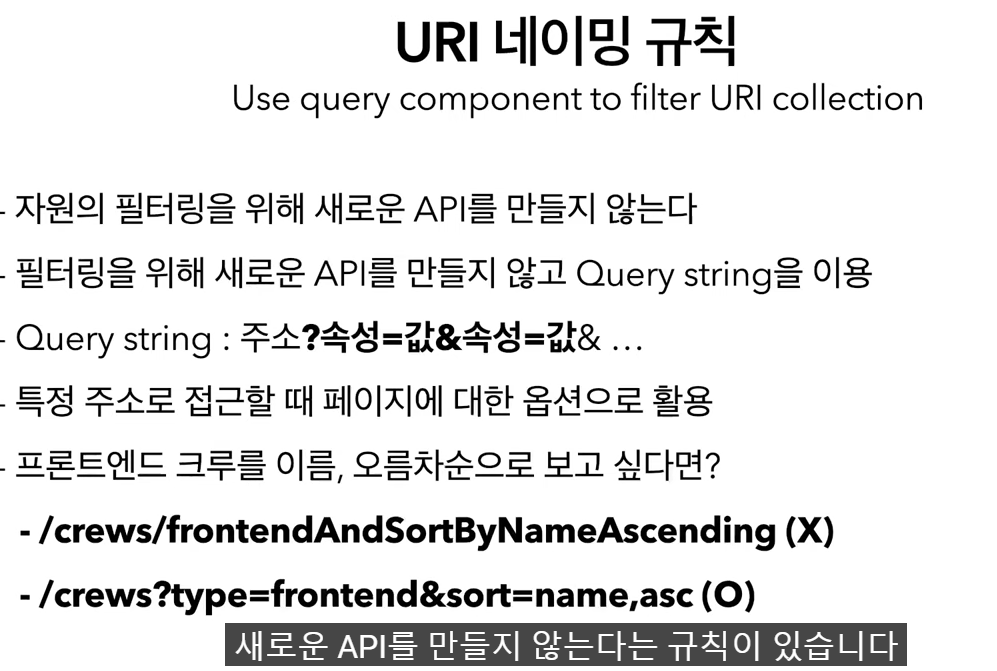 URI 네이밍 규칙
Use query component to filter URI collection
- 자원의 필터링을 위해 새로운 API를 만들지 않는다
- 필터링을 위해 새로운 API를 만들지 않고 Query string을 이용
- Query string : 주소?속성=값&속성=값& …
- 특정 주소로 접근할 때 페이지에 대한 옵션으로 활용
- 프론트엔드 크루를 이름, 오름차순으로 보고 싶다면?
- /crews/frontendAndSortByNameAscending (X)
- /crews?type=frontend&sort=name,asc (O)
새로운 API를 만들지 않는다는 규칙이 있습니다